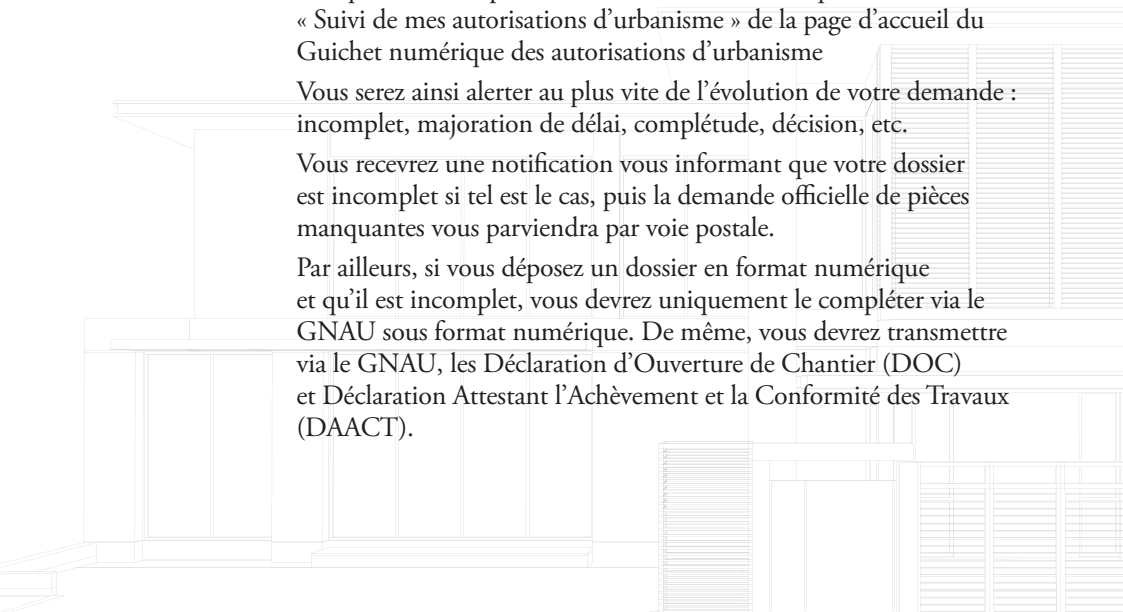 « Suivi de mes autorisations d’urbanisme » de la page d’accueil du
Guichet numérique des autorisations d’urbanisme
Vous serez ainsi alerter au plus vite de l’évolution de votre demande :
incomplet, majoration de délai, complétude, décision, etc.
Vous recevrez une notification vous informant que votre dossier
est incomplet si tel est le cas, puis la demande officielle de pièces
manquantes vous parviendra par voie postale.
Par ailleurs, si vous déposez un dossier en format numérique
et qu’il est incomplet, vous devrez uniquement le compléter via le
GNAU sous format numérique. De même, vous devrez transmettre
via le GNAU, les Déclaration d’Ouverture de Chantier (DOC)
et Déclaration Attestant l’Achèvement et la Conformité des Travaux
(DAACT).